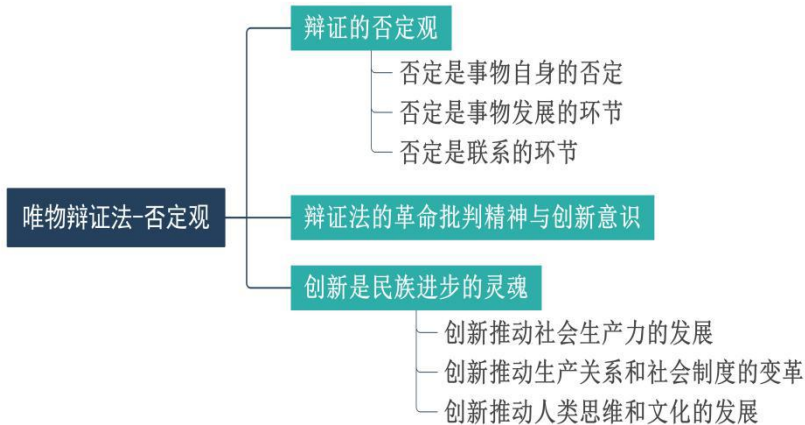 辩证的否定观
否定是事物自身的否定
否定是事物发展的环节
否定是联系的环节
唯物辩证法-否定观
辩证法的革命批判精神与创新意识
创新是民族进步的灵魂
创新推动社会生产力的发展
创新推动生产关系和社会制度的变革
创新推动人类思维和文化的发展